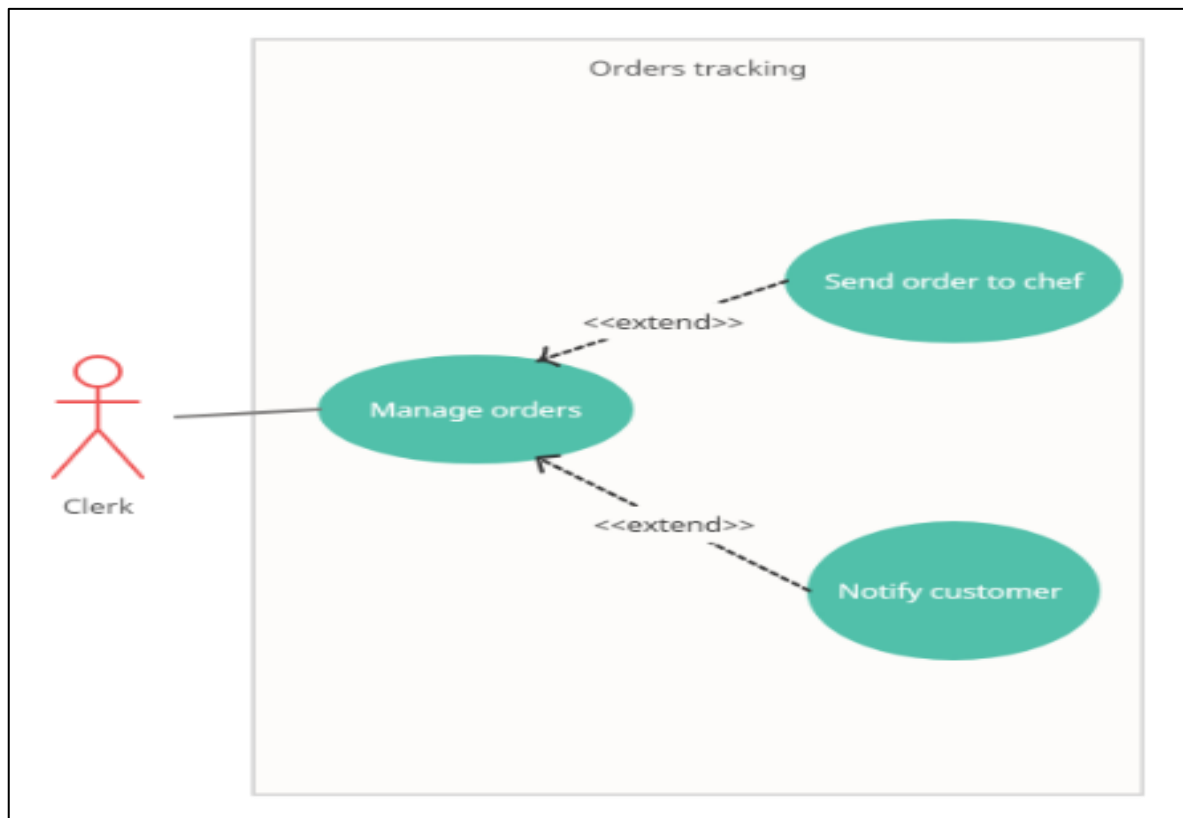 Orders tracking
Send order to chef
<<extend>>
Manage orders
Clerk
<<extend>>
Notify customer